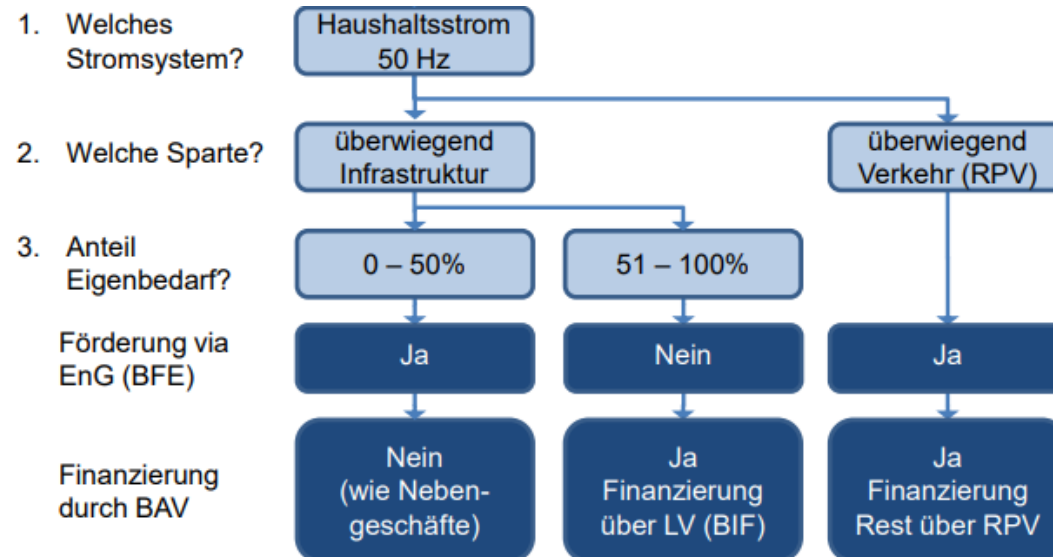 1. Welches
Stromsystem?
Haushaltsstrom
50 Hz
2. Welche Sparte?
überwiegend
Infrastruktur
überwiegend
Verkehr (RPV)
3. Anteil
Eigenbedarf?
0 – 50%
51 – 100%
Förderung via
EnG (BFE)
Ja
Nein
Ja
Finanzierung
durch BAV
Nein
(wie Neben-
geschäfte)
Ja
Finanzierung
über LV (BIF)
Ja
Finanzierung
Rest über RPV